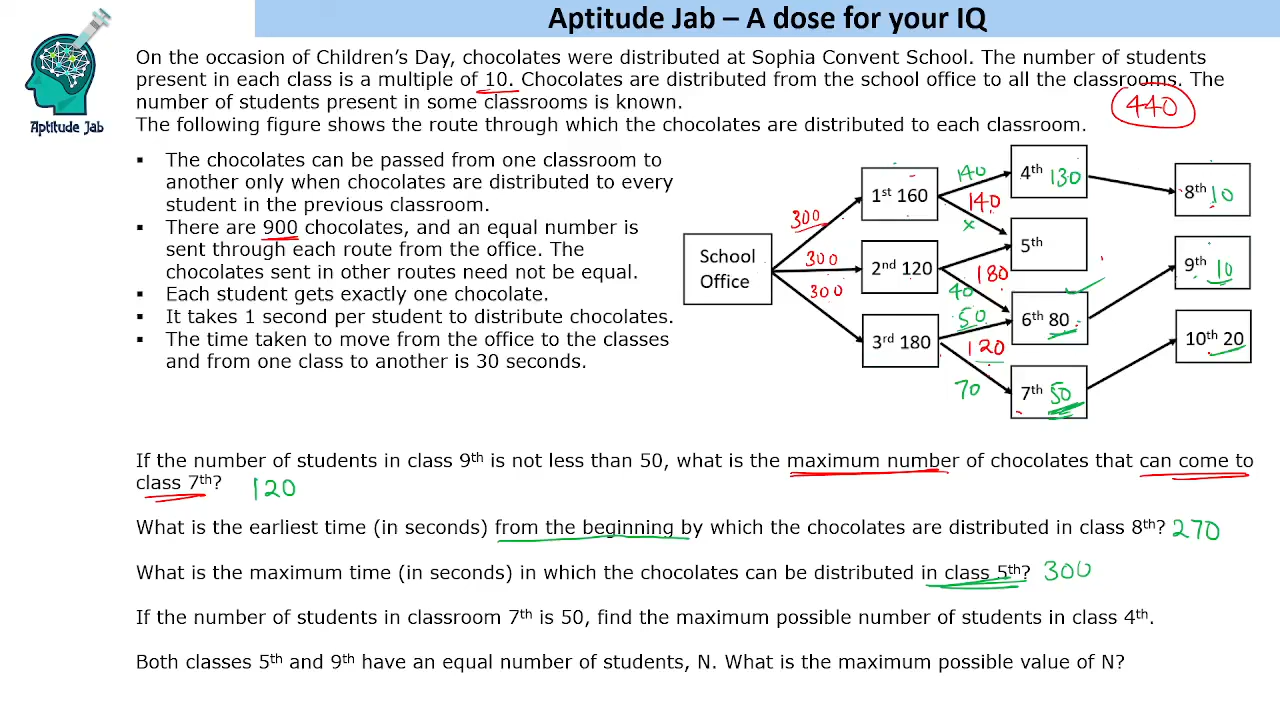 Aptitude Jab – A dose for your IQ
Aptitude Jab
On the occasion of Children's Day, chocolates were distributed at Sophia Convent School. The number of students
present in each class is a multiple of 10. Chocolates are distributed from the school office to all the classrooms. The
number of students present in some classrooms is known.
440
The following figure shows the route through which the chocolates are distributed to each classroom.
▪ The chocolates can be passed from one classroom to
another only when chocolates are distributed to every
student in the previous classroom.
▪ There are 900 chocolates, and an equal number is
sent through each route from the office. The
chocolates sent in other routes need not be equal.
▪ Each student gets exactly one chocolate.
▪ It takes 1 second per student to distribute chocolates.
▪ The time taken to move from the office to the classes
and from one class to another is 30 seconds.
School
Office
300
300
300
1st 160
2nd 120
3rd 180
140
140
x
180
40
50
120
70
4th 130
5th
6th 80
7th 50
8th 10
9th 10
10th 20
If the number of students in class 9th is not less than 50, what is the maximum number of chocolates that can come to
class 7th? 120
What is the earliest time (in seconds) from the beginning by which the chocolates are distributed in class 8th? 270
What is the maximum time (in seconds) in which the chocolates can be distributed in class 5th? 300
If the number of students in classroom 7th is 50, find the maximum possible number of students in class 4th.
Both classes 5th and 9th have an equal number of students, N. What is the maximum possible value of N?